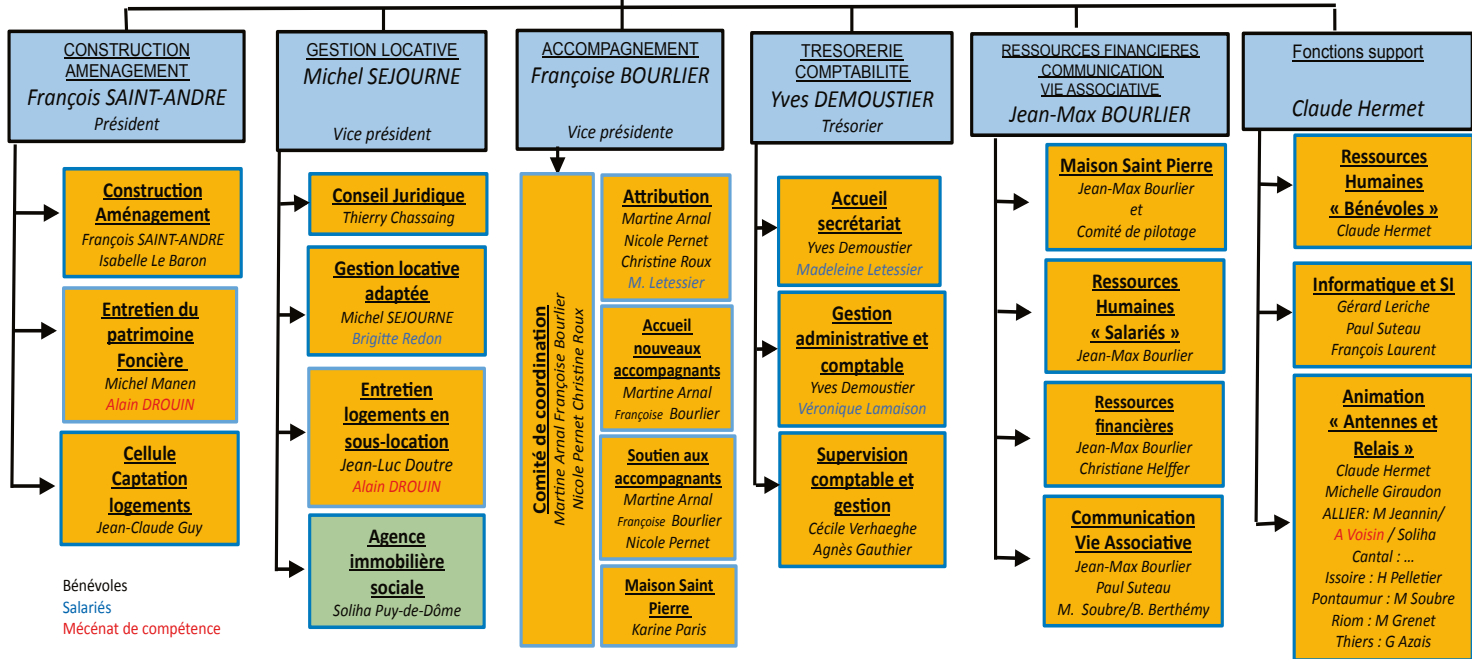 CONSTRUCTION
AMENAGEMENT
François SAINT-ANDRE
Président
Construction
Aménagement
François SAINT-ANDRE
Isabelle Le Baron
Entretien du
patrimoine
Foncière
Michel Manen
Alain DROUIN
Cellule
Captation
logements
Jean-Claude Guy
Bénévoles
Salariés
Mécénat de compétence
GESTION LOCATIVE
Michel SEJOURNE
Vice président
Conseil Juridique
Thierry Chassaing
Gestion locative
adaptée
Michel SEJOURNE
Brigitte Redon
Entretien
logements en
sous-location
Jean-Luc Doutre
Alain DROUIN
Agence
immobilière
sociale
Soliha Puy-de-Dôme
ACCOMPAGNEMENT
Françoise BOURLIER
Vice présidente
Comité de coordination
Martine Arnal Françoise Bourlier
Nicole Pernet Christine Roux
Attribution
Martine Arnal
Nicole Pernet
Christine Roux
M. Letessier
Accueil
nouveaux
accompagnants
Martine Arnal
Françoise Bourlier
Soutien aux
accompagnants
Martine Arnal
Françoise Bourlier
Nicole Pernet
Maison Saint
Pierre
Karine Paris
TRESORERIE
COMPTABILITE
Yves DEMOUSTIER
Trésorier
Accueil
secrétariat
Yves Demoustier
Madeleine Letessier
Gestion
administrative et
comptable
Yves Demoustier
Véronique Lamaison
Supervision
comptable et
gestion
Cécile Verhaeghe
Agnès Gauthier
RESSOURCES FINANCIERES
COMMUNICATION
VIE ASSOCIATIVE
Jean-Max BOURLIER
Maison Saint Pierre
Jean-Max Bourlier
et
Comité de pilotage
Ressources
Humaines
« Salariés »
Jean-Max Bourlier
Ressources
financières
Jean-Max Bourlier
Christiane Helffer
Communication
Vie Associative
Jean-Max Bourlier
Paul Suteau
M. Soubre/B. Berthémy
Fonctions support
Claude Hermet
Ressources
Humaines
« Bénévoles »
Claude Hermet
Informatique et SI
Gérard Leriche
Paul Suteau
François Laurent
Animation
« Antennes et
Relais »
Claude Hermet
Michelle Giraudon
ALLIER: M Jeannin/
A Voisin / Soliha
Cantal : ...
Issoire : H Pelletier
Pontaumur : M Soubre
Riom : M Grenet
Thiers : G Azais